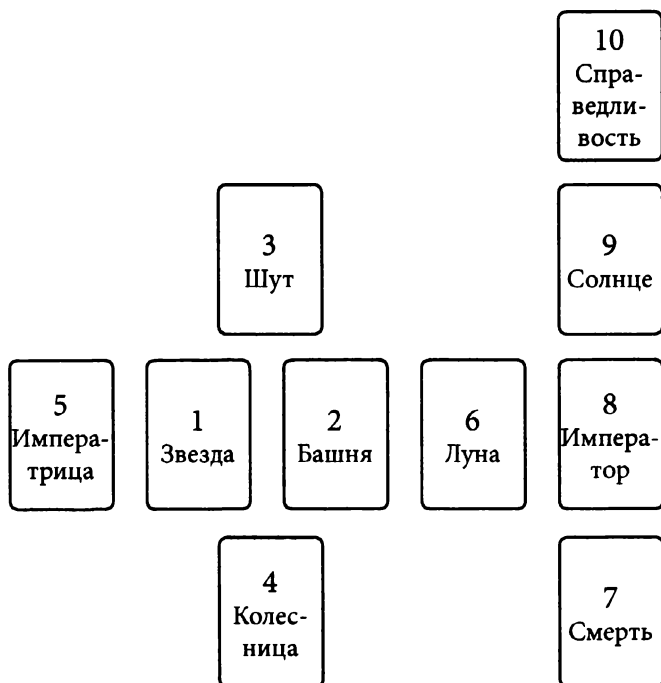 10
Спра-
ведли-
вость
3
Шут
9
Солнце
5
Импера-
трица
1
Звезда
2
Башня
6
Луна
8
Импера-
тор
4
Колес-
ница
7
Смерть